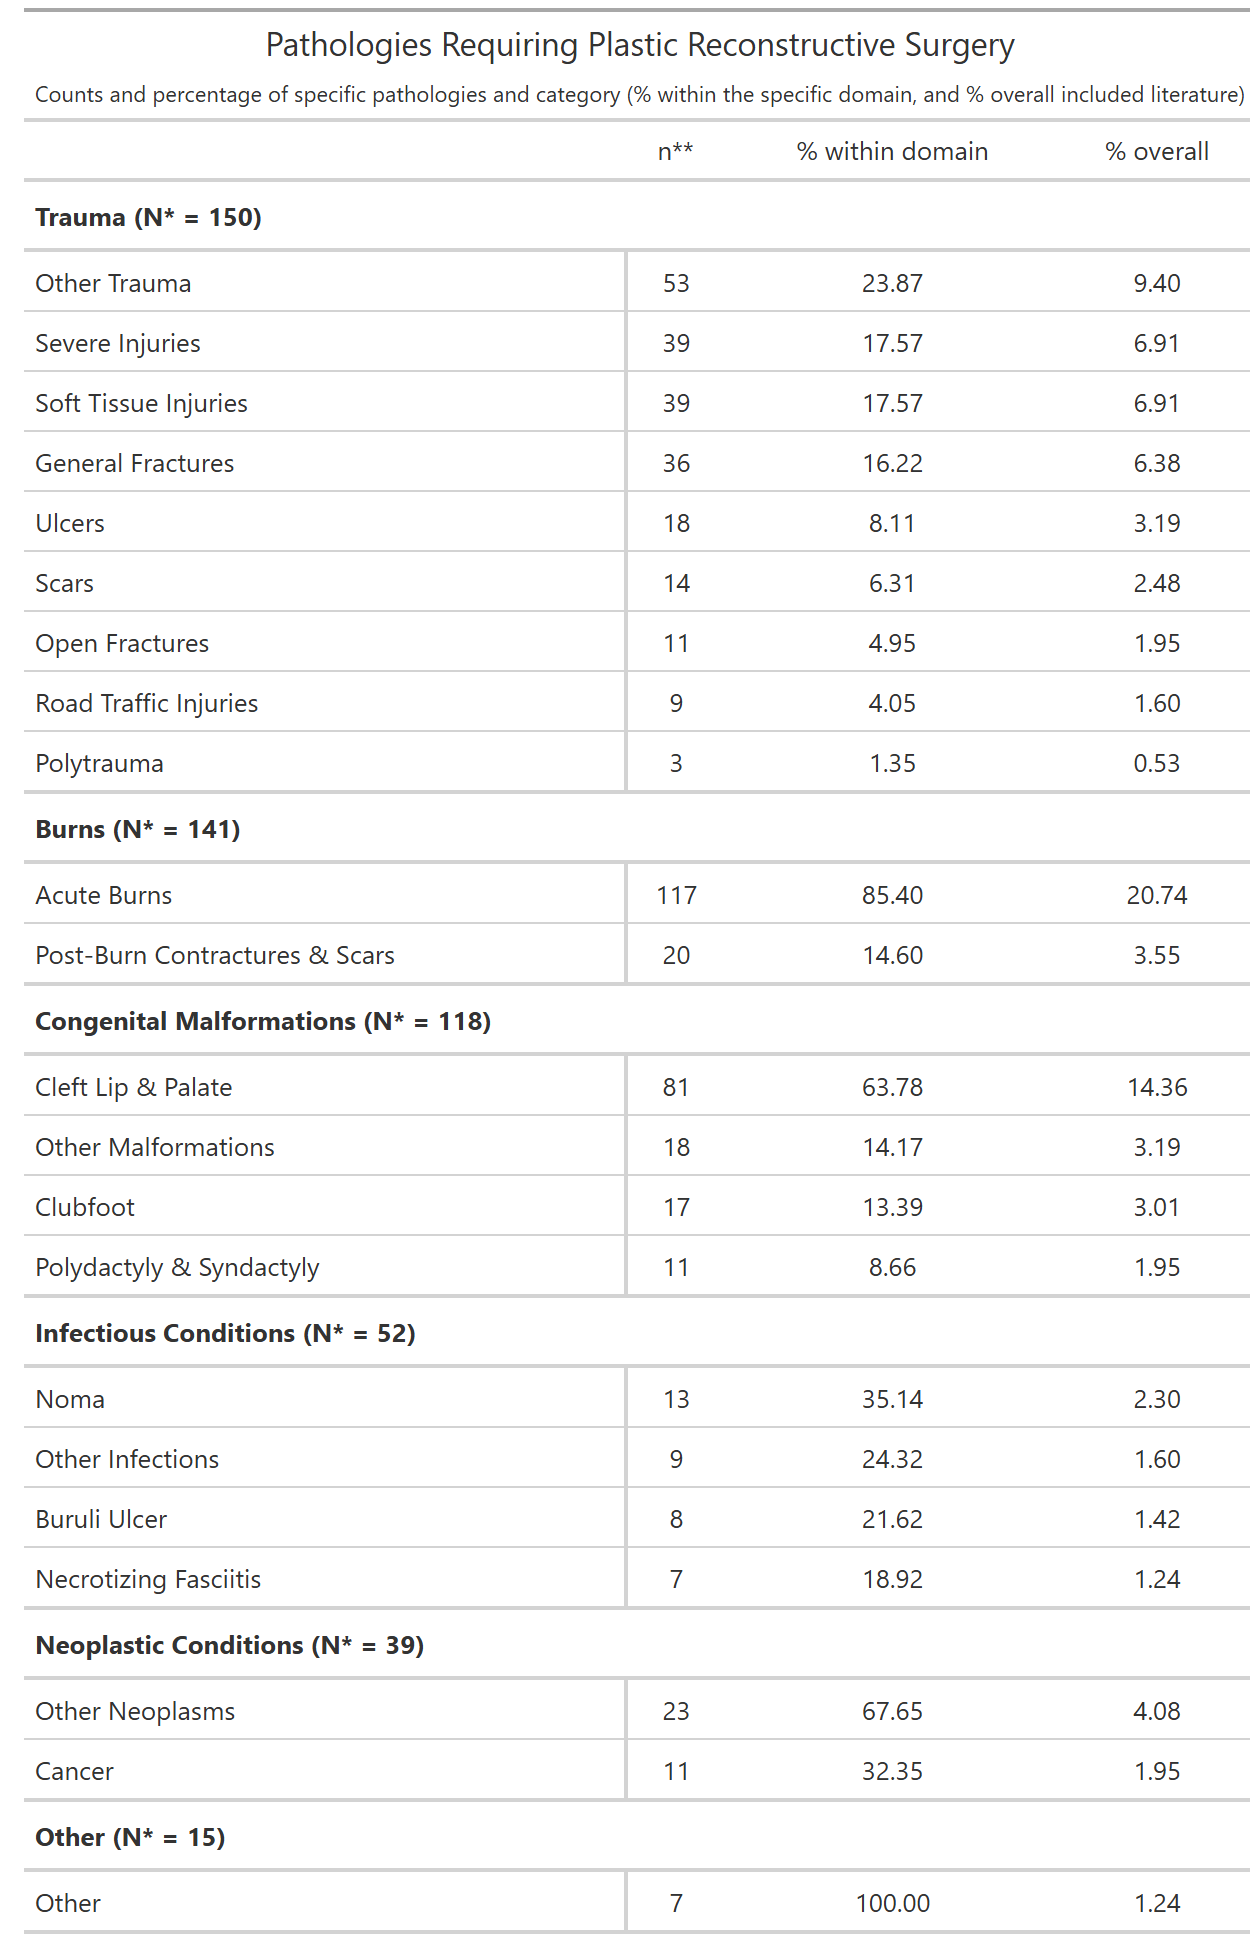 Pathologies Requiring Plastic Reconstructive Surgery
Counts and percentage of specific pathologies and category (% within the specific domain, and % overall included literature)
n** % within domain % overall
Trauma (N* = 150)
Other Trauma 53 23.87 9.40
Severe Injuries 39 17.57 6.91
Soft Tissue Injuries 39 17.57 6.91
General Fractures 36 16.22 6.38
Ulcers 18 8.11 3.19
Scars 14 6.31 2.48
Open Fractures 11 4.95 1.95
Road Traffic Injuries 9 4.05 1.60
Polytrauma 3 1.35 0.53
Burns (N* = 141)
Acute Burns 117 85.40 20.74
Post-Burn Contractures & Scars 20 14.60 3.55
Congenital Malformations (N* = 118)
Cleft Lip & Palate 81 63.78 14.36
Other Malformations 18 14.17 3.19
Clubfoot 17 13.39 3.01
Polydactyly & Syndactyly 11 8.66 1.95
Infectious Conditions (N* = 52)
Noma 13 35.14 2.30
Other Infections 9 24.32 1.60
Buruli Ulcer 8 21.62 1.42
Necrotizing Fasciitis 7 18.92 1.24
Neoplastic Conditions (N* = 39)
Other Neoplasms 23 67.65 4.08
Cancer 11 32.35 1.95
Other (N* = 15)
Other 7 100.00 1.24